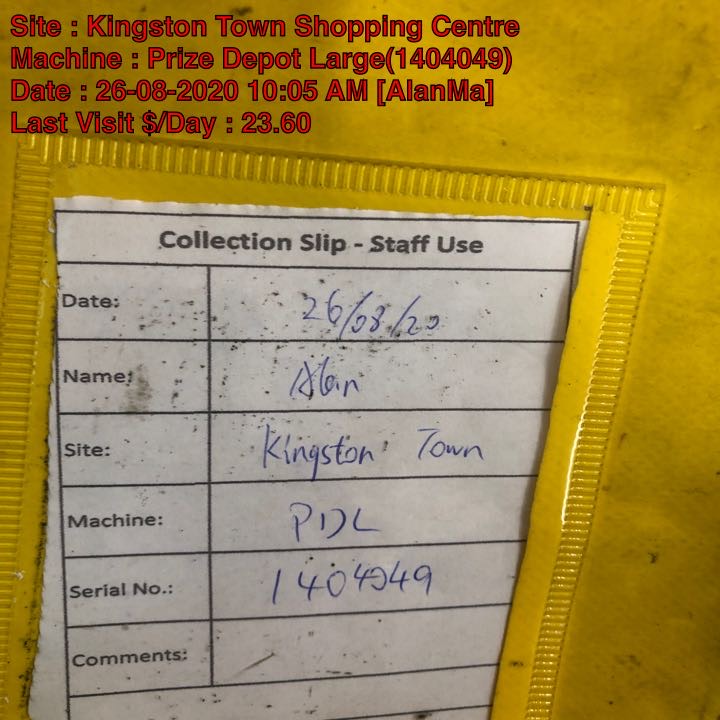 Site : Kingston Town Shopping Centre
Machine : Prize Depot Large(1404049)
Date : 26-08-2020 10:05 AM [AlanMa]
Last Visit $/Day : 23.60
Collection Slip - Staff Use
Date: 26/08/20
Name: Alan
Site: Kingston Town
Machine: PDL
Serial No.: 1404049
Comments: